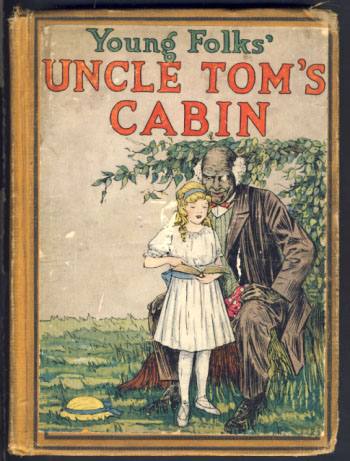 Young Folks'
UNCLE TOM'S
CABIN